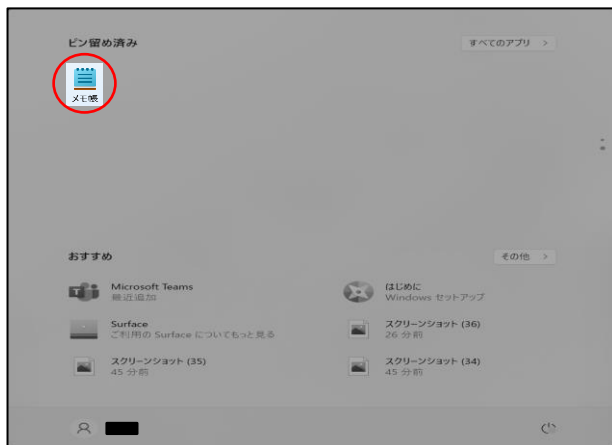 ピン留め済み
すべてのアプリ >
メモ帳
おすすめ
その他 >
Microsoft Teams
最近追加
はじめに
Windows セットアップ
Surface
ご利用の Surface についてもっと見る
スクリーンショット (36)
26 分前
スクリーンショット (35)
45 分前
スクリーンショット (34)
45 分前